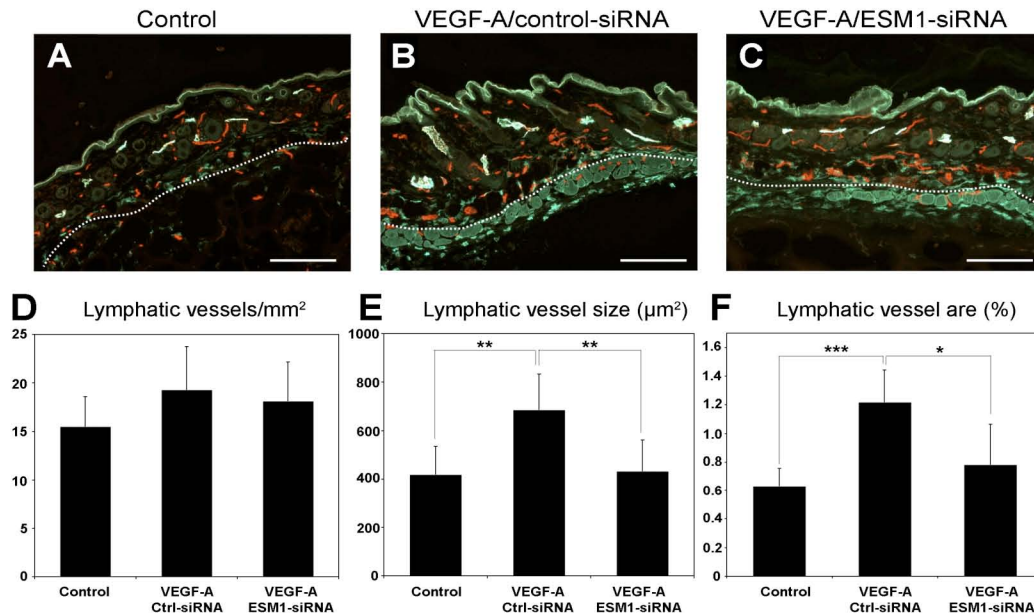 Control
VEGF-A/control-siRNA
VEGF-A/ESM1-siRNA
A
B
C
D Lymphatic vessels/mm²
25
20
15
10
5
0
Control
VEGF-A
Ctrl-siRNA
VEGF-A
ESM1-siRNA
E Lymphatic vessel size (µm²)
1000
800
600
400
200
0
** **
Control
VEGF-A
Ctrl-siRNA
VEGF-A
ESM1-siRNA
F Lymphatic vessel are (%)
1.6
1.4
1.2
1.0
0.8
0.6
0.4
0.2
0
*** *
Control
VEGF-A
Ctrl-siRNA
VEGF-A
ESM1-siRNA